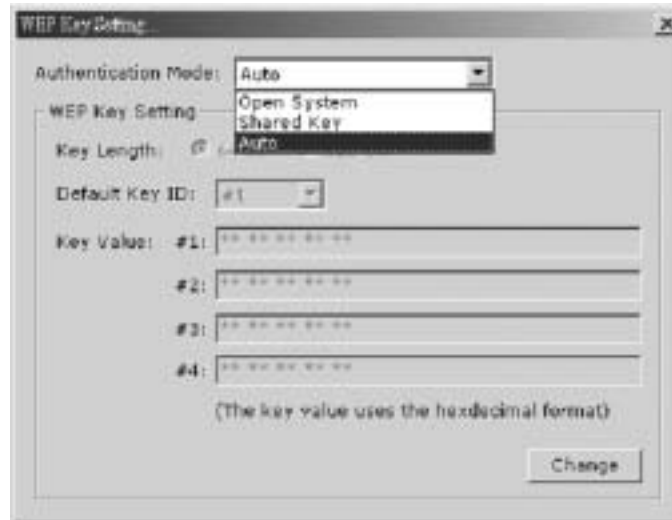 WEP Key Setting...
Authentication Mode: Auto
Open System
Shared Key
Auto
WEP Key Setting
Key Length:
Default Key ID: #1
Key Value: #1: ** ** ** ** **
#2: ** ** ** ** **
#3: ** ** ** ** **
#4: ** ** ** ** **
(The key value uses the hexdecimal format)
Change